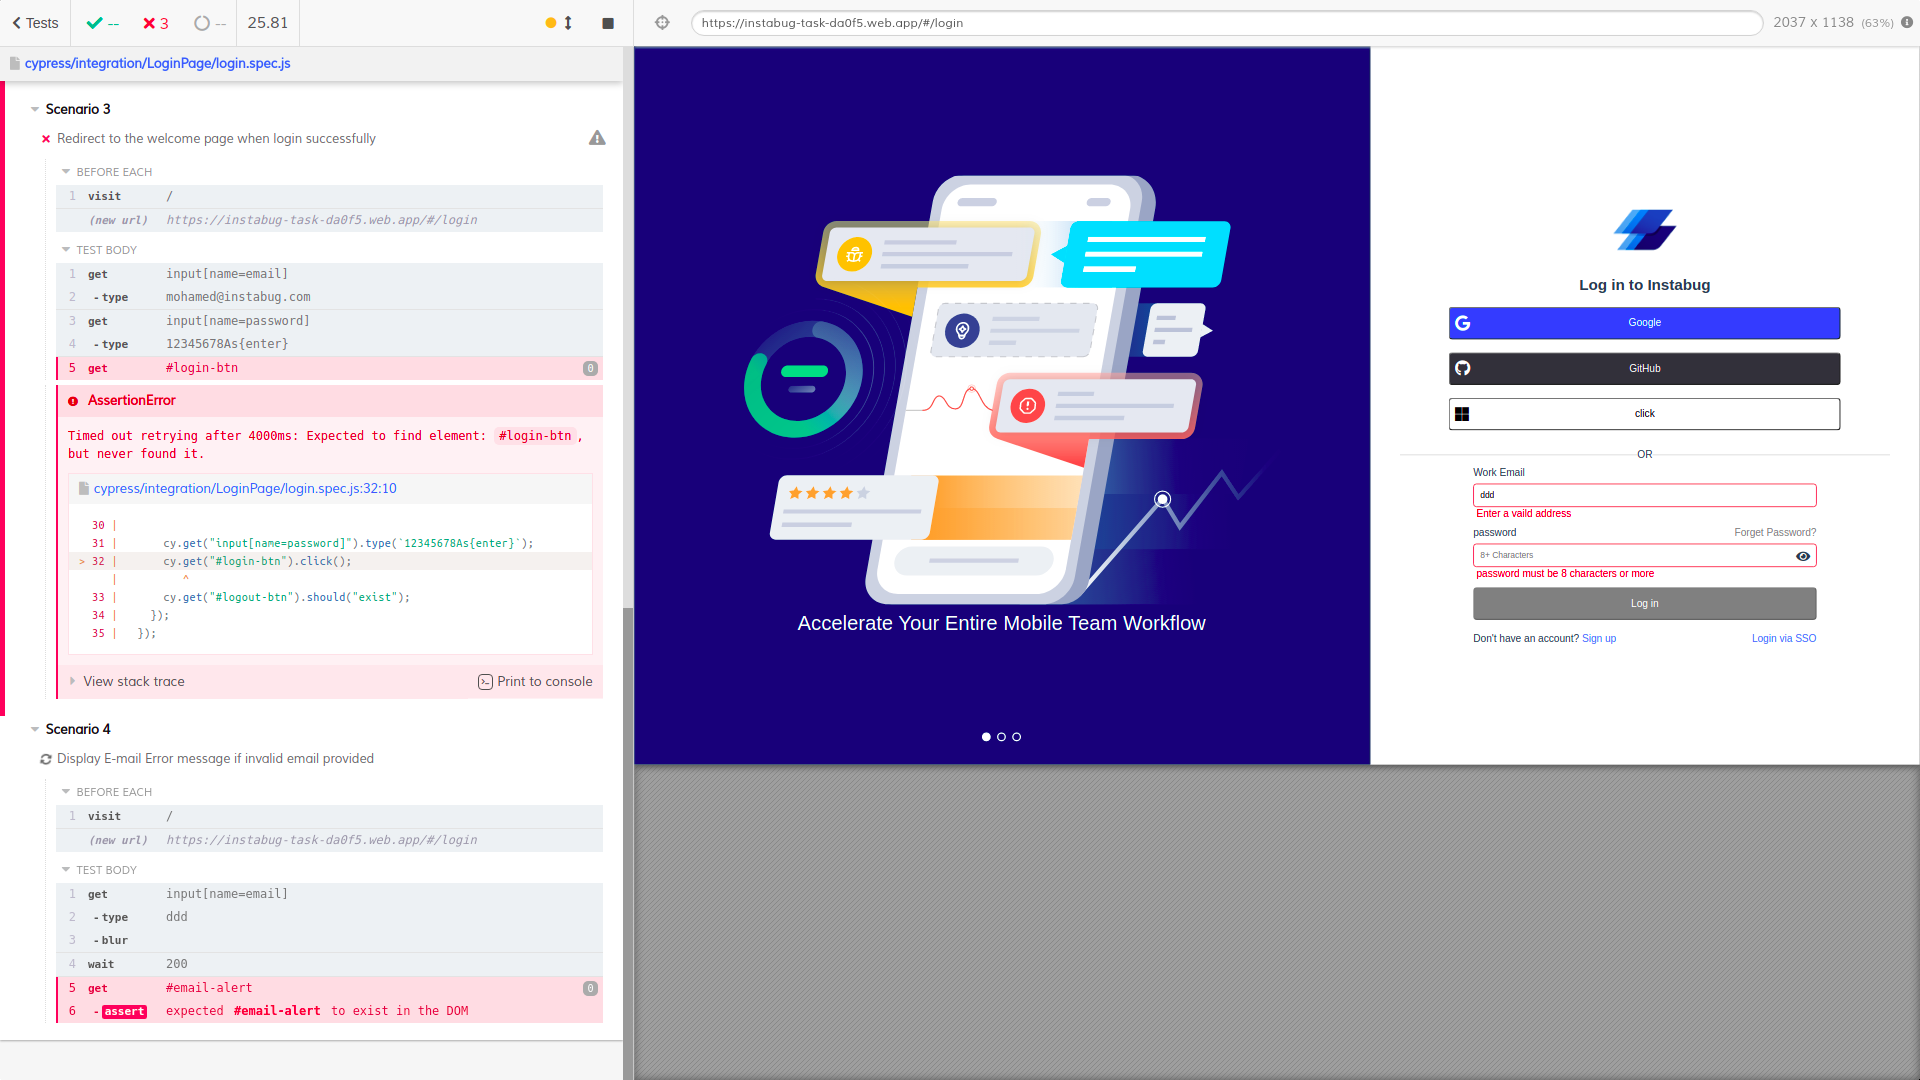 Tests
--
3
--
25.81
https://instabug-task-da0f5.web.app/#/login
2037 x 1138 (63%)
cypress/integration/LoginPage/login.spec.js
Scenario 3
Redirect to the welcome page when login successfully
BEFORE EACH
1 visit /
(new url) https://instabug-task-da0f5.web.app/#/login
TEST BODY
1 get input[name=email]
2 -type mohamed@instabug.com
3 get input[name=password]
4 -type 12345678As{enter}
5 get #login-btn 0
AssertionError
Timed out retrying after 4000ms: Expected to find element: #login-btn,
but never found it.
cypress/integration/LoginPage/login.spec.js:32:10
30 |
31 | cy.get("input[name=password]").type(`12345678As{enter}`);
> 32 | cy.get("#login-btn").click();
| ^
33 | cy.get("#logout-btn").should("exist");
34 | });
35 | });
View stack trace
Print to console
Scenario 4
Display E-mail Error message if invalid email provided
BEFORE EACH
1 visit /
(new url) https://instabug-task-da0f5.web.app/#/login
TEST BODY
1 get input[name=email]
2 -type ddd
3 -blur
4 wait 200
5 get #email-alert 0
6 -assert expected #email-alert to exist in the DOM
Accelerate Your Entire Mobile Team Workflow
Log in to Instabug
Google
GitHub
click
OR
Work Email
ddd
Enter a vaild address
password Forget Password?
8+ Characters
password must be 8 characters or more
Log in
Don't have an account? Sign up Login via SSO